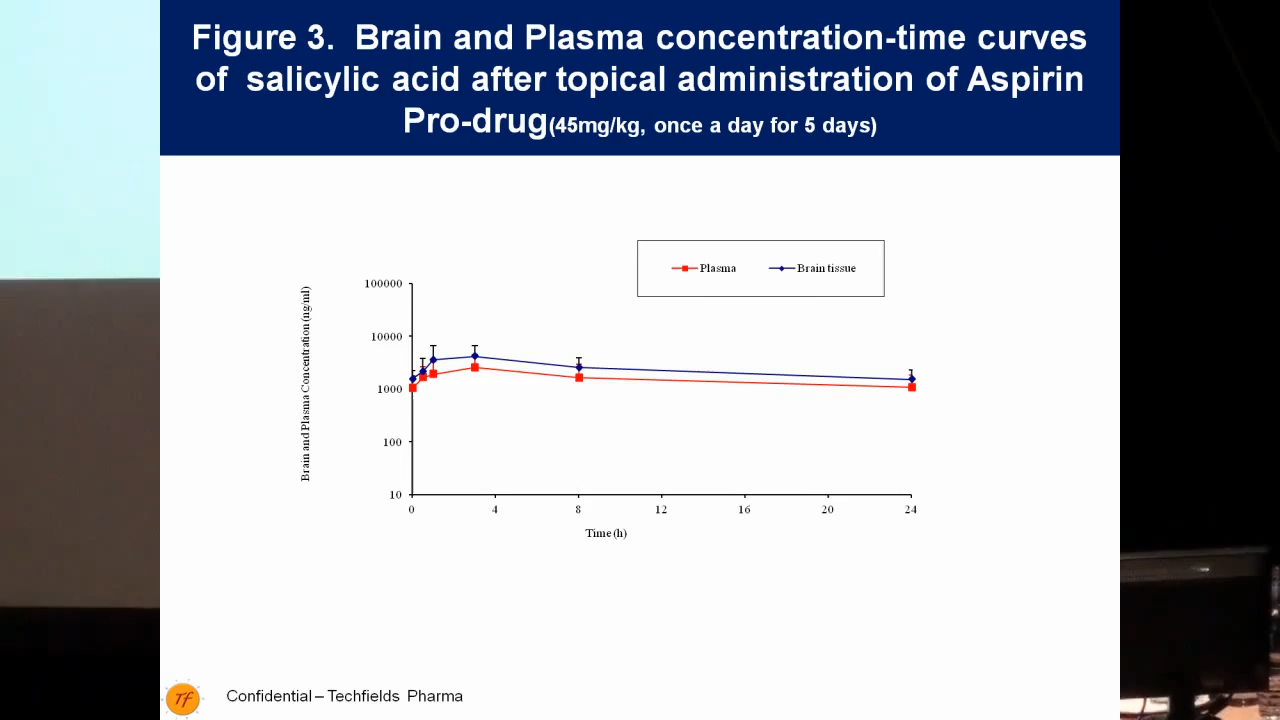 Figure 3. Brain and Plasma concentration-time curves
of salicylic acid after topical administration of Aspirin
Pro-drug(45mg/kg, once a day for 5 days)
Plasma
Brain tissue
Brain and Plasma Concentration (ng/ml)
100000
10000
1000
100
10
0
4
8
12
16
20
24
Time (h)
Tf
Confidential – Techfields Pharma